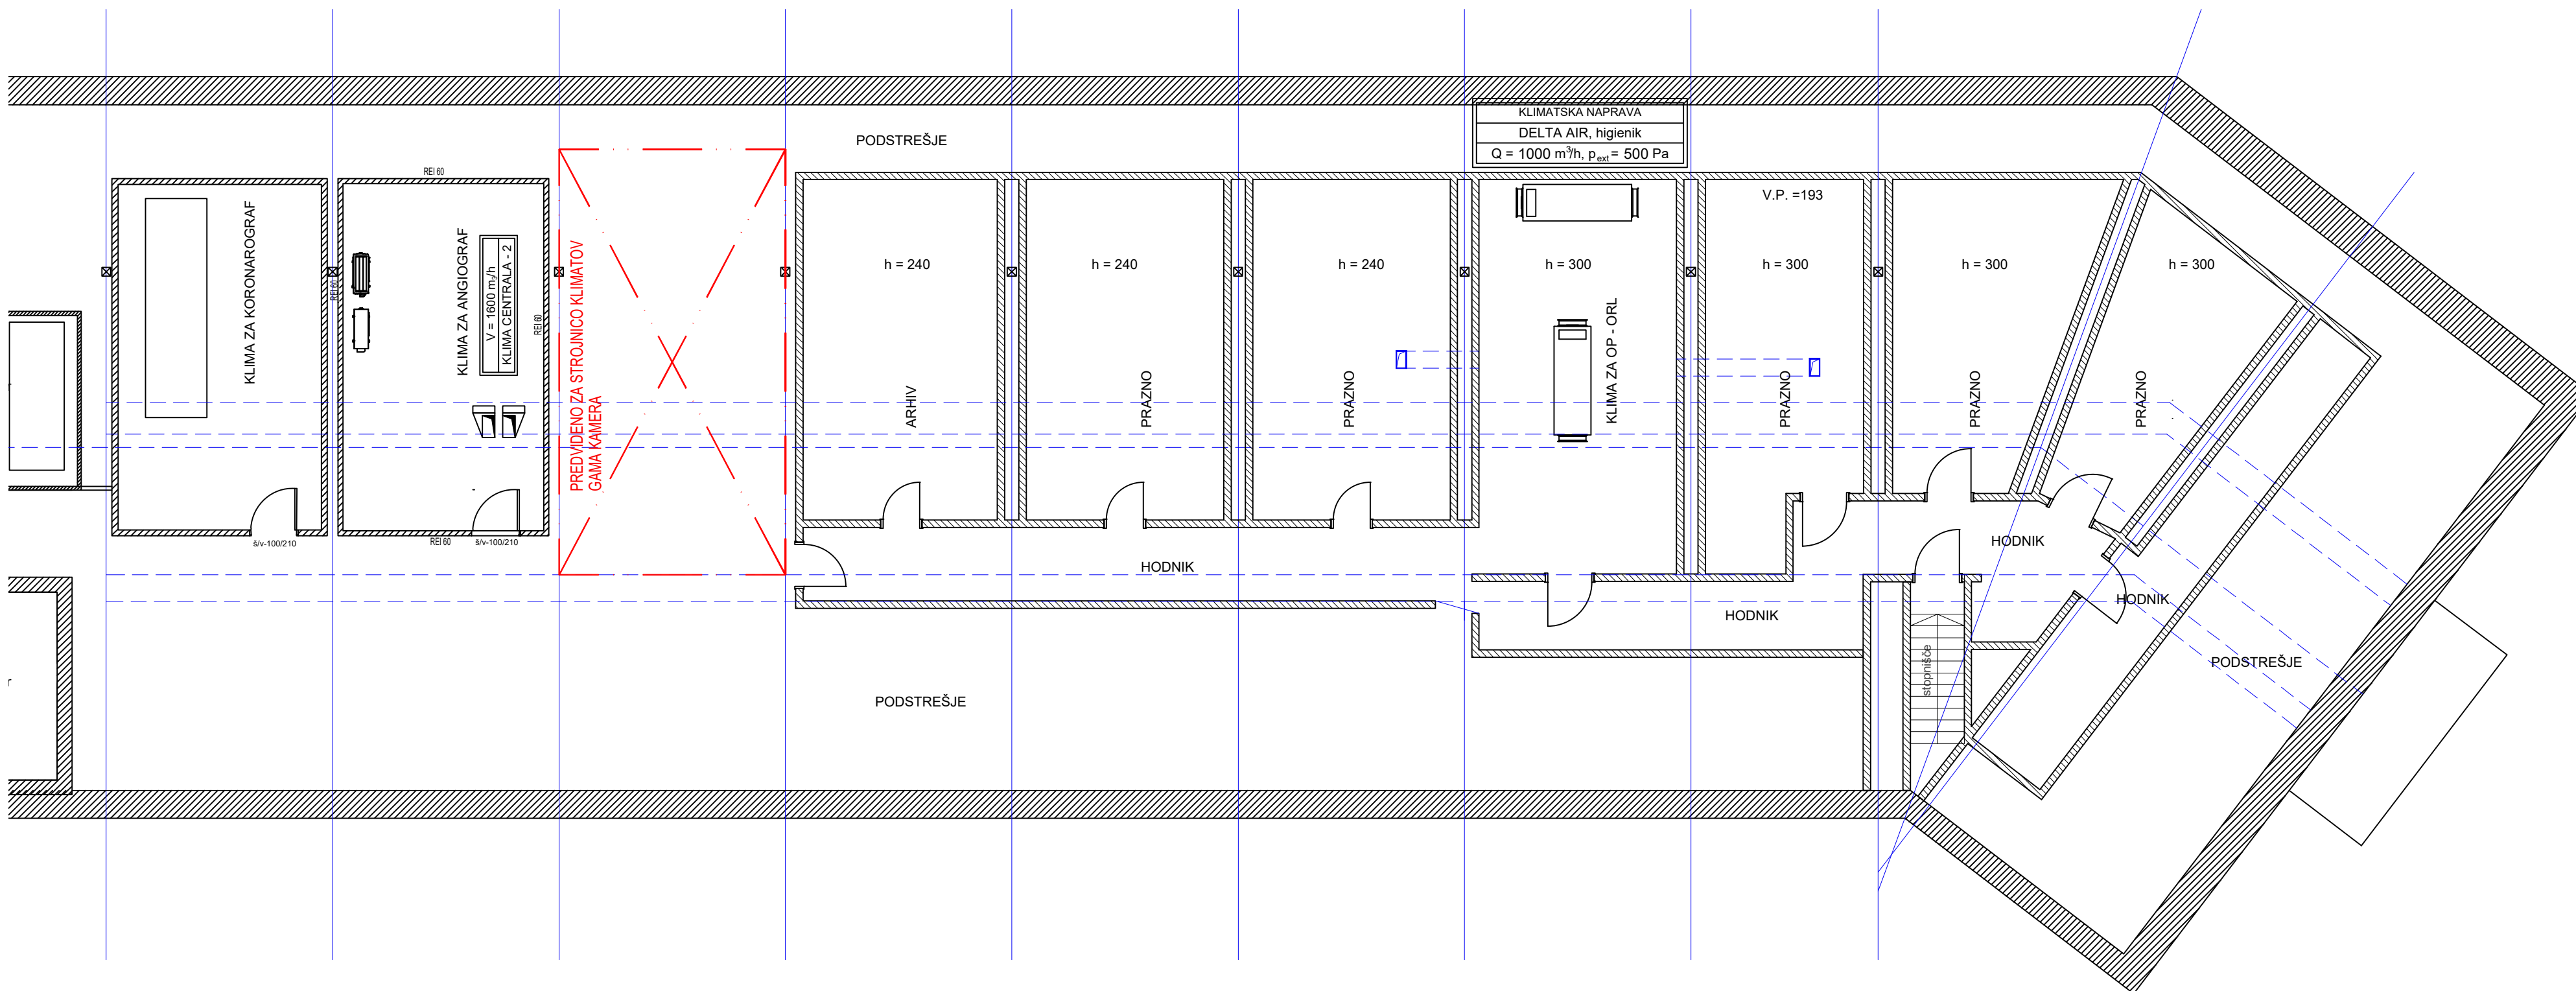 PODSTREŠJE
KLIMATSKA NAPRAVA
DELTA AIR, higienik
Q = 1000 m³/h, pext = 500 Pa
KLIMA ZA KORONAROGRAF
š/v-100/210
REI 60
REI 60
KLIMA ZA ANGIOGRAF
V = 1600 m3/h
KLIMA CENTRALA - 2
REI 60
REI 60
š/v-100/210
PREDVIDENO ZA STROJNICO KLIMATOV
GAMA KAMERA
h = 240
ARHIV
h = 240
PRAZNO
h = 240
PRAZNO
h = 300
KLIMA ZA OP - ORL
V.P. =193
h = 300
PRAZNO
h = 300
PRAZNO
h = 300
PRAZNO
HODNIK
HODNIK
HODNIK
HODNIK
stopnišče
PODSTREŠJE
PODSTREŠJE